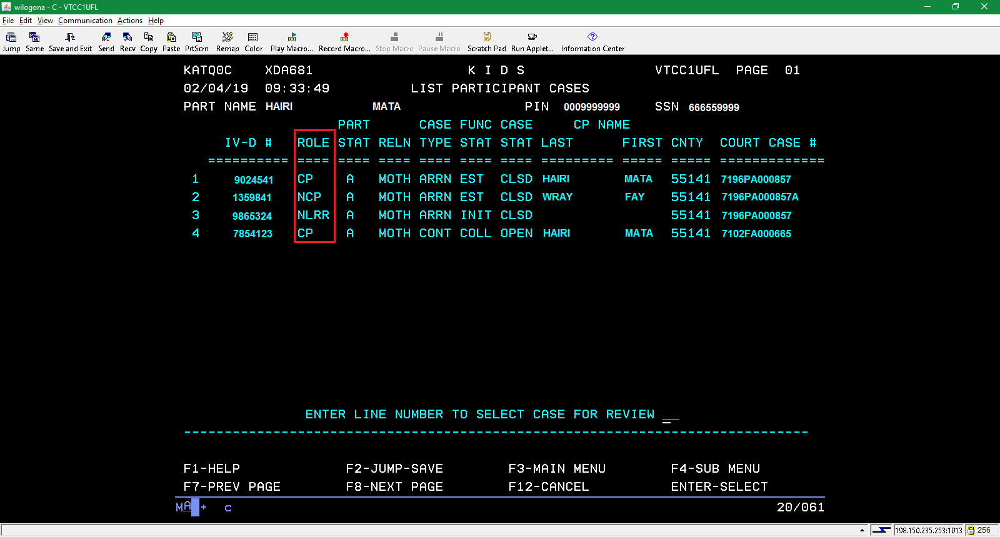 wilogona - C - VTCC1UFL
File Edit View Communication Actions Help
Jump Same Save and Exit Send Recv Copy Paste PrtScrn Remap Color Play Macro... Record Macro... Stop Macro Pause Macro Scratch Pad Run Applet... Information Center
KATQ0C XDA681 K I D S VTCC1UFL PAGE 01
02/04/19 09:33:49 LIST PARTICIPANT CASES
PART NAME HAIRI MATA PIN 0009999999 SSN 666559999
PART CASE FUNC CASE CP NAME
IV-D # ROLE STAT RELN TYPE STAT STAT LAST FIRST CNTY COURT CASE #
========== ==== ==== ==== ==== ==== ==== ========= ===== ===== =============
1 9024541 CP A MOTH ARRN EST CLSD HAIRI MATA 55141 7196PA000857
2 1359841 NCP A MOTH ARRN EST CLSD WRAY FAY 55141 7196PA000857A
3 9865324 NLRR A MOTH ARRN INIT CLSD 55141 7196PA000857
4 7854123 CP A MOTH CONT COLL OPEN HAIRI MATA 55141 7102FA000665
ENTER LINE NUMBER TO SELECT CASE FOR REVIEW __
-----------------------------------------------------------------------------
F1-HELP F2-JUMP-SAVE F3-MAIN MENU F4-SUB MENU
F7-PREV PAGE F8-NEXT PAGE F12-CANCEL ENTER-SELECT
MA + c 20/061
198.150.235.253:1013 256